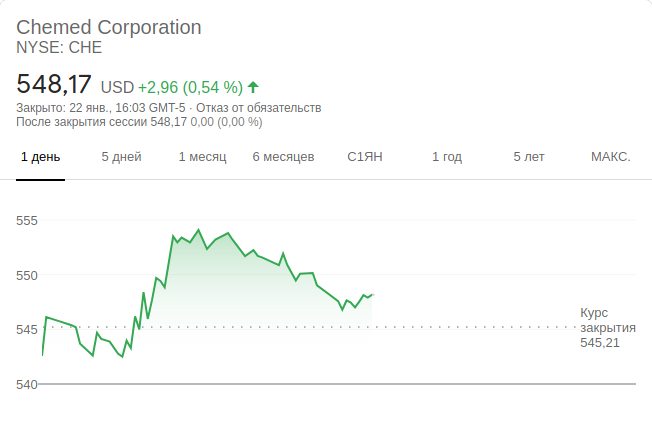 Chemed Corporation
NYSE: CHE
548,17 USD +2,96 (0,54 %)
Закрыто: 22 янв., 16:03 GMT-5 · Отказ от обязательств
После закрытия сессии 548,17 0,00 (0,00 %)
1 день 5 дней 1 месяц 6 месяцев С1ЯН 1 год 5 лет МАКС.
555
550
545
540
Курс
закрытия
545,21